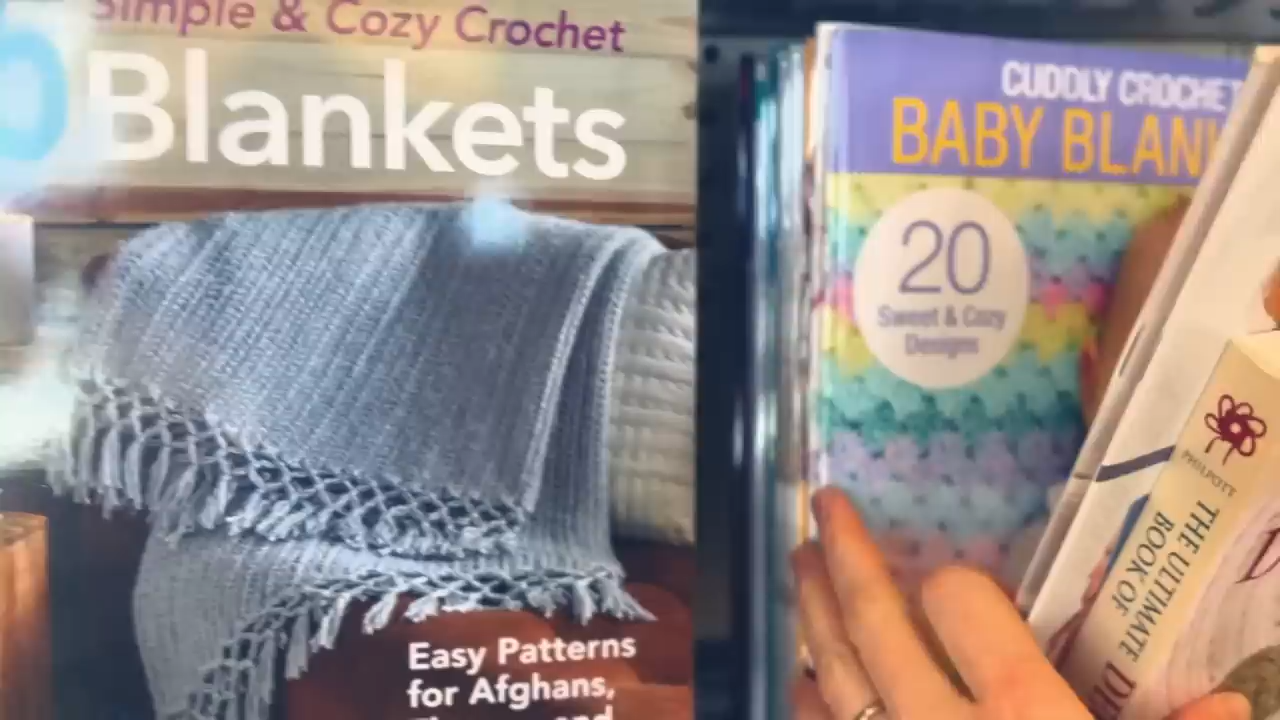 Simple & Cozy Crochet
Blankets
Easy Patterns
for Afghans,
and
CUDDLY CROCHET
BABY
20
Sweet & Cozy
Designs
PHILPOTT
THE ULTIMATE
BOOK OF